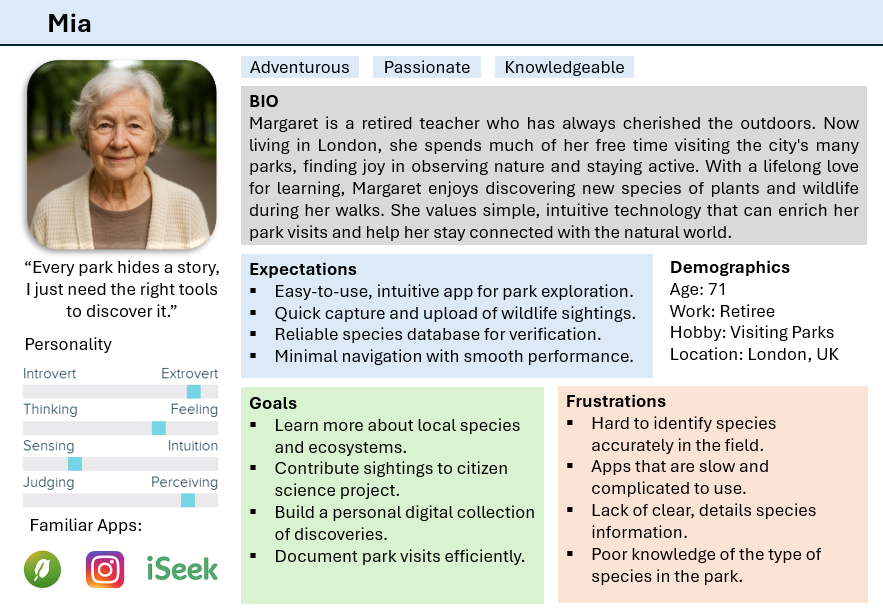 Mia
Adventurous
Passionate
Knowledgeable
BIO
Margaret is a retired teacher who has always cherished the outdoors. Now
living in London, she spends much of her free time visiting the city's many
parks, finding joy in observing nature and staying active. With a lifelong love
for learning, Margaret enjoys discovering new species of plants and wildlife
during her walks. She values simple, intuitive technology that can enrich her
park visits and help her stay connected with the natural world.
“Every park hides a story,
I just need the right tools
to discover it.”
Personality
Introvert Extrovert
Thinking Feeling
Sensing Intuition
Judging Perceiving
Familiar Apps:
iSeek
Expectations
▪ Easy-to-use, intuitive app for park exploration.
▪ Quick capture and upload of wildlife sightings.
▪ Reliable species database for verification.
▪ Minimal navigation with smooth performance.
Demographics
Age: 71
Work: Retiree
Hobby: Visiting Parks
Location: London, UK
Goals
▪ Learn more about local species
and ecosystems.
▪ Contribute sightings to citizen
science project.
▪ Build a personal digital collection
of discoveries.
▪ Document park visits efficiently.
Frustrations
▪ Hard to identify species
accurately in the field.
▪ Apps that are slow and
complicated to use.
▪ Lack of clear, details species
information.
▪ Poor knowledge of the type of
species in the park.